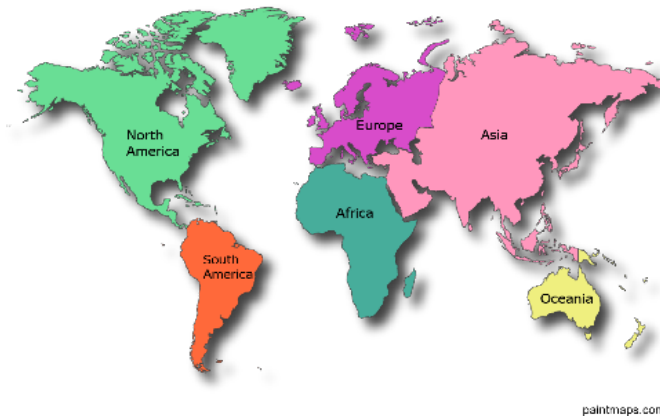 North
America
Europe
Asia
Africa
South
America
Oceania
paintmaps.com